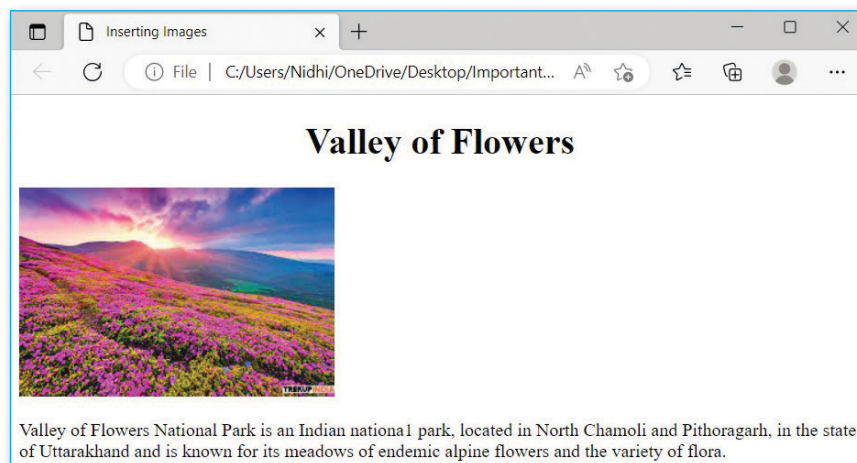 Inserting Images
File | C:/Users/Nidhi/OneDrive/Desktop/Important...
Valley of Flowers
TREKUP INDIA
Valley of Flowers National Park is an Indian nationa1 park, located in North Chamoli and Pithoragarh, in the state
of Uttarakhand and is known for its meadows of endemic alpine flowers and the variety of flora.